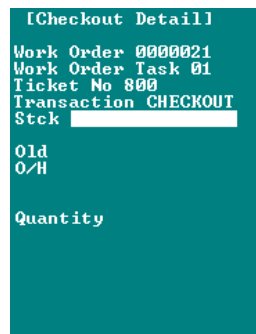 [Checkout Detail]
Work Order 0000021
Work Order Task 01
Ticket No 800
Transaction CHECKOUT
Stck
Old
O/H
Quantity